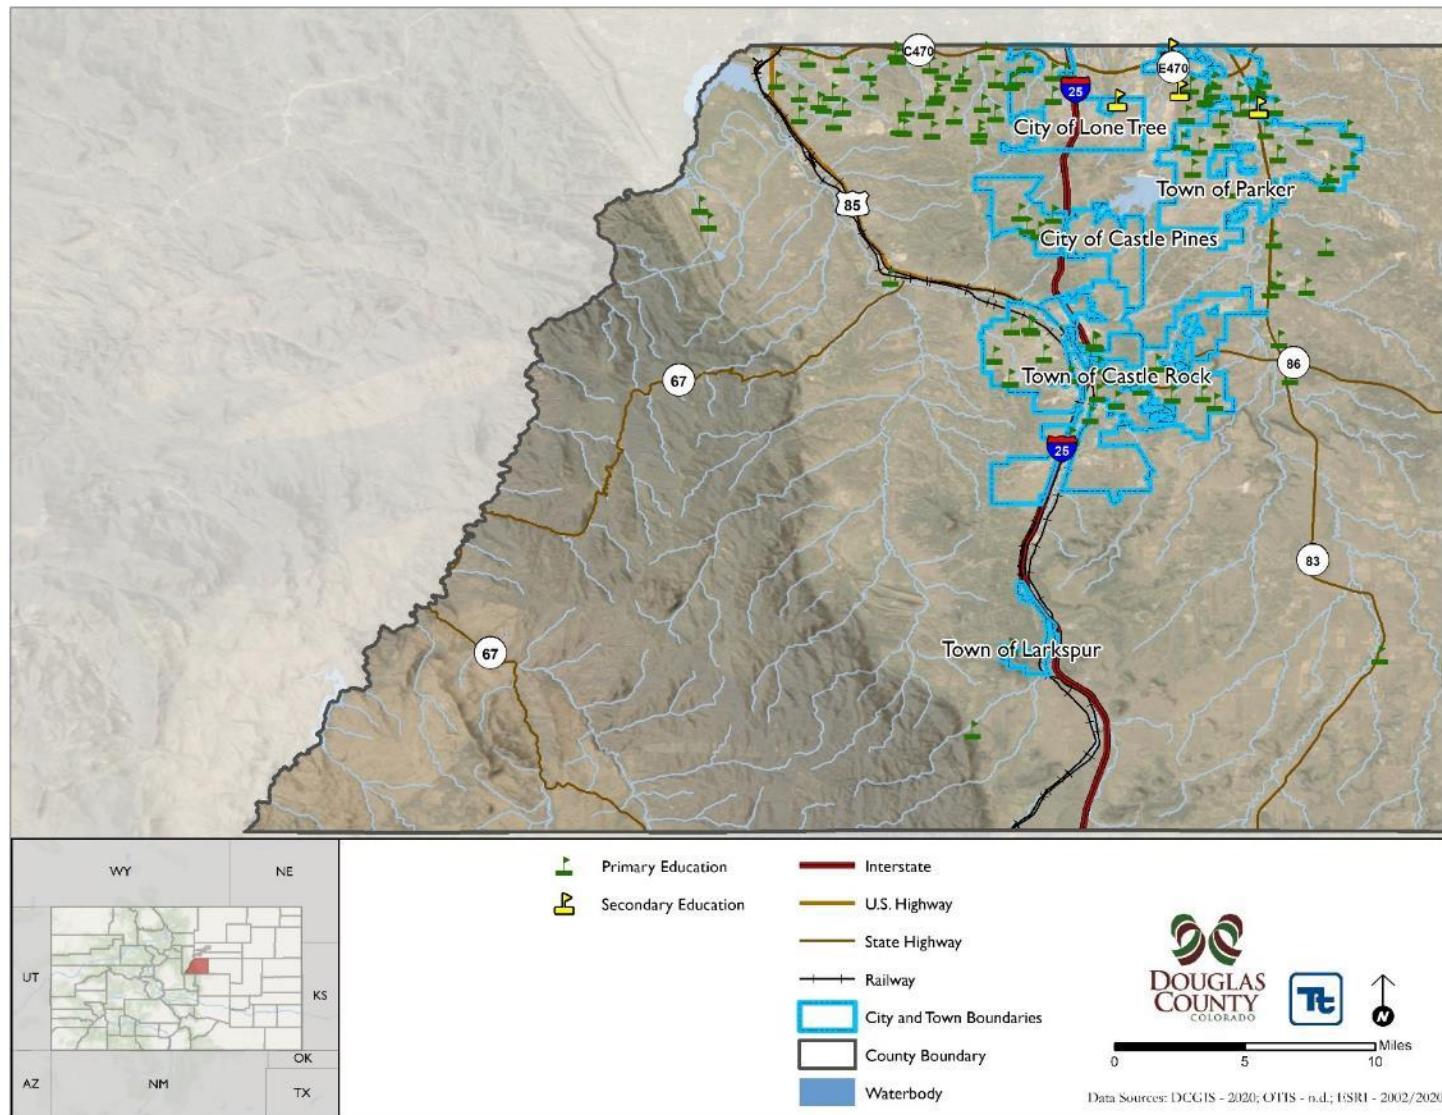 C470
E470
25
City of Lone Tree
Town of Parker
85
City of Castle Pines
67
Town of Castle Rock
86
25
83
67
Town of Larkspur
WY
NE
UT
KS
OK
AZ
NM
TX
Primary Education
Secondary Education
Interstate
U.S. Highway
State Highway
Railway
City and Town Boundaries
County Boundary
Waterbody
DOUGLAS
COUNTY
COLORADO
Tt
N
Miles
0 5 10
Data Sources: DCGIS - 2020; OTIS - n.d.; ESRI - 2002/2020